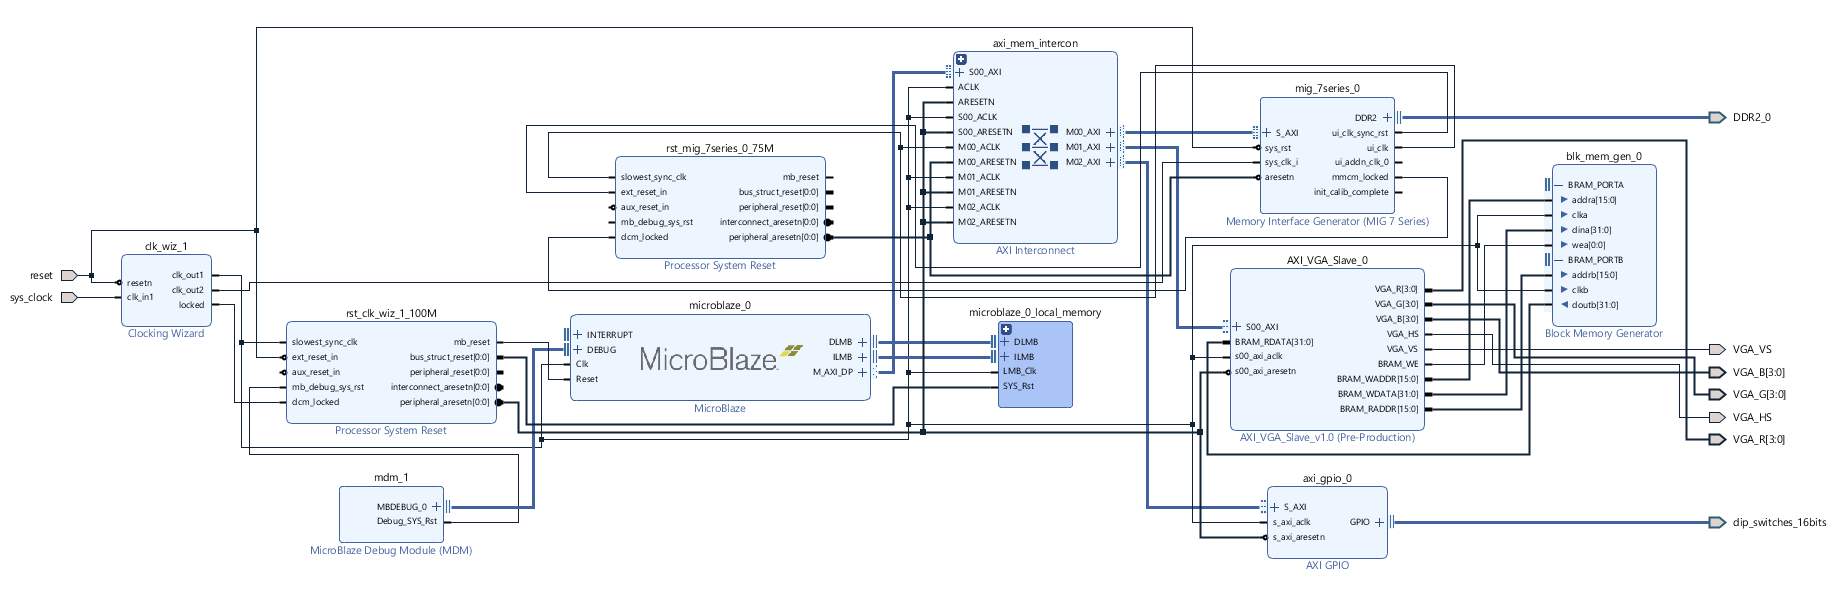 reset
sys_clock
clk_wiz_1
resetn
clk_in1
clk_out1
clk_out2
locked
Clocking Wizard
rst_clk_wiz_1_100M
slowest_sync_clk
ext_reset_in
aux_reset_in
mb_debug_sys_rst
dcm_locked
mb_reset
bus_struct_reset[0:0]
peripheral_reset[0:0]
interconnect_aresetn[0:0]
peripheral_aresetn[0:0]
Processor System Reset
mdm_1
MBDEBUG_0
Debug_SYS_Rst
MicroBlaze Debug Module (MDM)
rst_mig_7series_0_75M
slowest_sync_clk
ext_reset_in
aux_reset_in
mb_debug_sys_rst
dcm_locked
mb_reset
bus_struct_reset[0:0]
peripheral_reset[0:0]
interconnect_aresetn[0:0]
peripheral_aresetn[0:0]
Processor System Reset
microblaze_0
INTERRUPT
DEBUG
Clk
Reset
MicroBlaze
DLMB
ILMB
M_AXI_DP
MicroBlaze
axi_mem_intercon
S00_AXI
ACLK
ARESETN
S00_ACLK
S00_ARESETN
M00_ACLK
M00_ARESETN
M01_ACLK
M01_ARESETN
M02_ACLK
M02_ARESETN
M00_AXI
M01_AXI
M02_AXI
AXI Interconnect
microblaze_0_local_memory
DLMB
ILMB
LMB_Clk
SYS_Rst
mig_7series_0
S_AXI
sys_rst
sys_clk_i
aresetn
DDR2
ui_clk_sync_rst
ui_clk
ui_addn_clk_0
mmcm_locked
init_calib_complete
Memory Interface Generator (MIG 7 Series)
AXI_VGA_Slave_0
S00_AXI
BRAM_RDATA[31:0]
s00_axi_aclk
s00_axi_aresetn
VGA_R[3:0]
VGA_G[3:0]
VGA_B[3:0]
VGA_HS
VGA_VS
BRAM_WE
BRAM_WADDR[15:0]
BRAM_WDATA[31:0]
BRAM_RADDR[15:0]
AXI_VGA_Slave_v1.0 (Pre-Production)
axi_gpio_0
S_AXI
s_axi_aclk
s_axi_aresetn
GPIO
AXI GPIO
blk_mem_gen_0
BRAM_PORTA
addra[15:0]
clka
dina[31:0]
wea[0:0]
BRAM_PORTB
addrb[15:0]
clkb
doutb[31:0]
Block Memory Generator
DDR2_0
VGA_VS
VGA_B[3:0]
VGA_G[3:0]
VGA_HS
VGA_R[3:0]
dip_switches_16bits